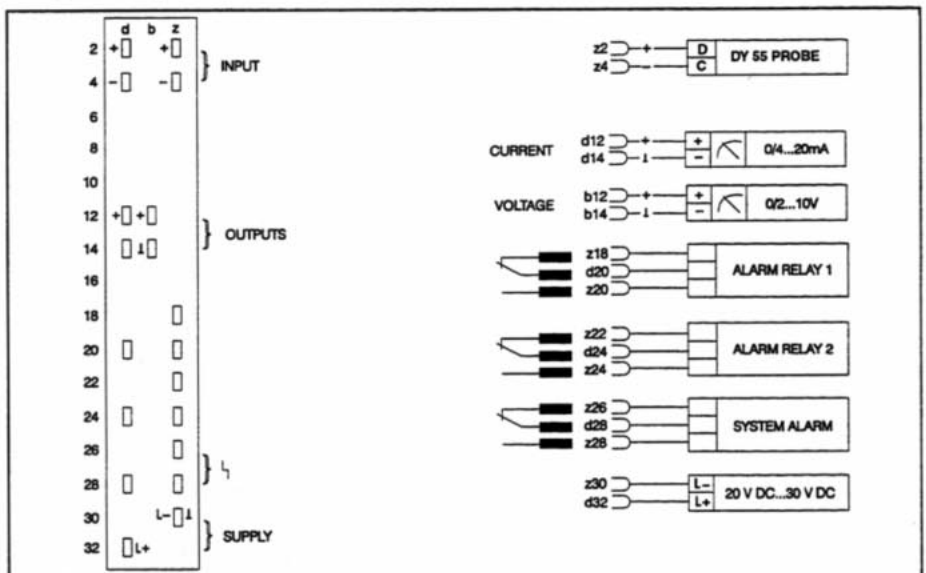 d b z
2 + +
4 - -
INPUT
6
8
10
12 + +
14 ⊥
OUTPUTS
16
18
20
22
24
26
28
30 L- ⊥
32 L+
SUPPLY
z2 + D
z4 - C
DY 55 PROBE
CURRENT
d12 + +
d14 ⊥ -
0/4...20mA
VOLTAGE
b12 + +
b14 ⊥ -
0/2...10V
z18
d20
z20
ALARM RELAY 1
z22
d24
z24
ALARM RELAY 2
z26
d28
z28
SYSTEM ALARM
z30 L-
d32 L+
20 V DC...30 V DC